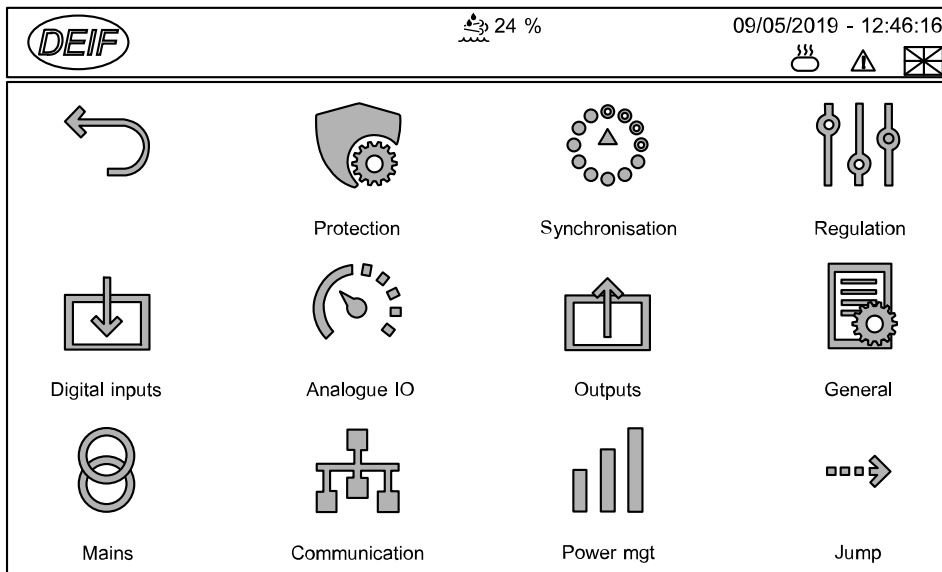 DEIF
24 %
09/05/2019 - 12:46:16
Protection
Synchronisation
Regulation
Digital inputs
Analogue IO
Outputs
General
Mains
Communication
Power mgt
Jump